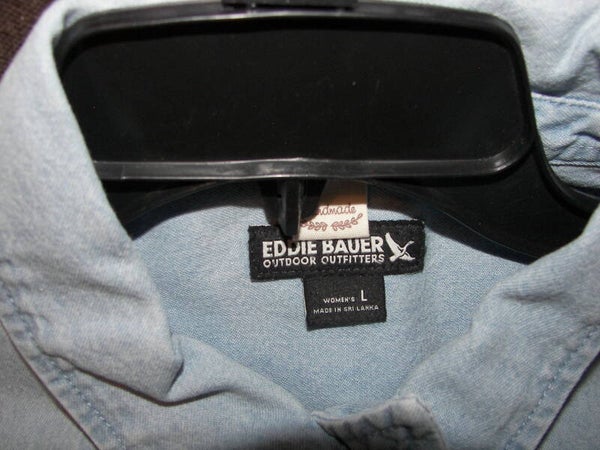 EDDIE BAUER
OUTDOOR OUTFITTERS
WOMEN'S L
MADE IN SRI LANKA